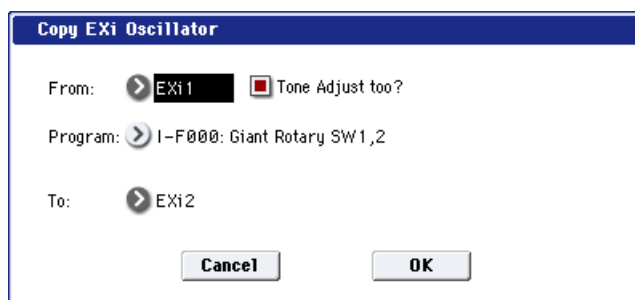 Copy EXi Oscillator
From: EXi1 Tone Adjust too?
Program: I-F000: Giant Rotary SW1,2
To: EXi2
Cancel OK